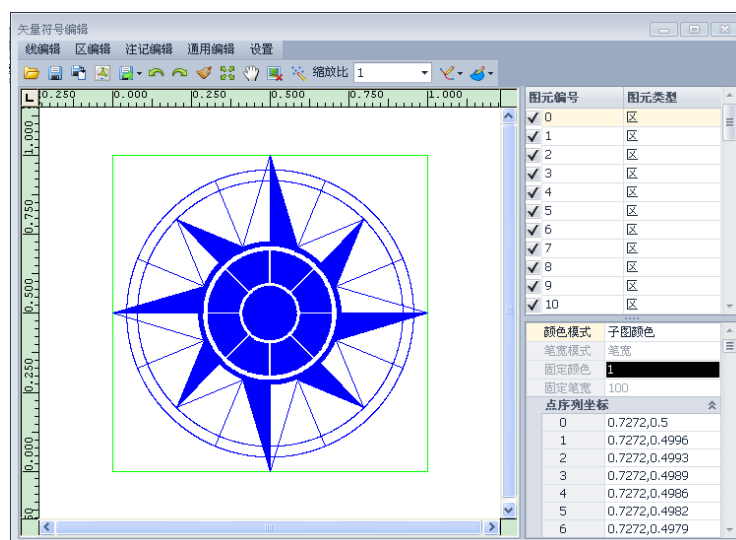 矢量符号编辑
线编辑 区编辑 注记编辑 通用编辑 设置
缩放比 1
L 0.250 0.000 0.250 0.500 0.750 1.000
1.000
0.750
0.500
0.250
0.000
图元编号 图元类型
0 区
1 区
2 区
3 区
4 区
5 区
6 区
7 区
8 区
9 区
10 区
颜色模式 子图颜色
笔宽模式 笔宽
固定颜色 1
固定笔宽 100
点序列坐标
0 0.7272,0.5
1 0.7272,0.4996
2 0.7272,0.4993
3 0.7272,0.4989
4 0.7272,0.4986
5 0.7272,0.4982
6 0.7272,0.4979